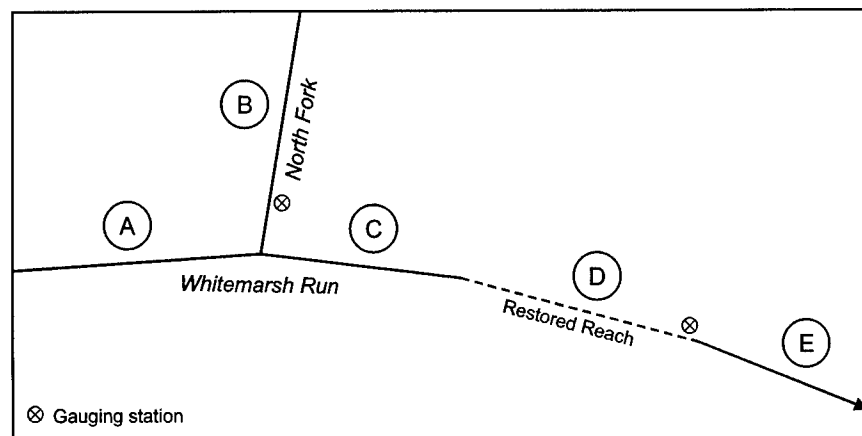 B
North Fork
A
C
Whitemarsh Run
D
Restored Reach
E
Gauging station